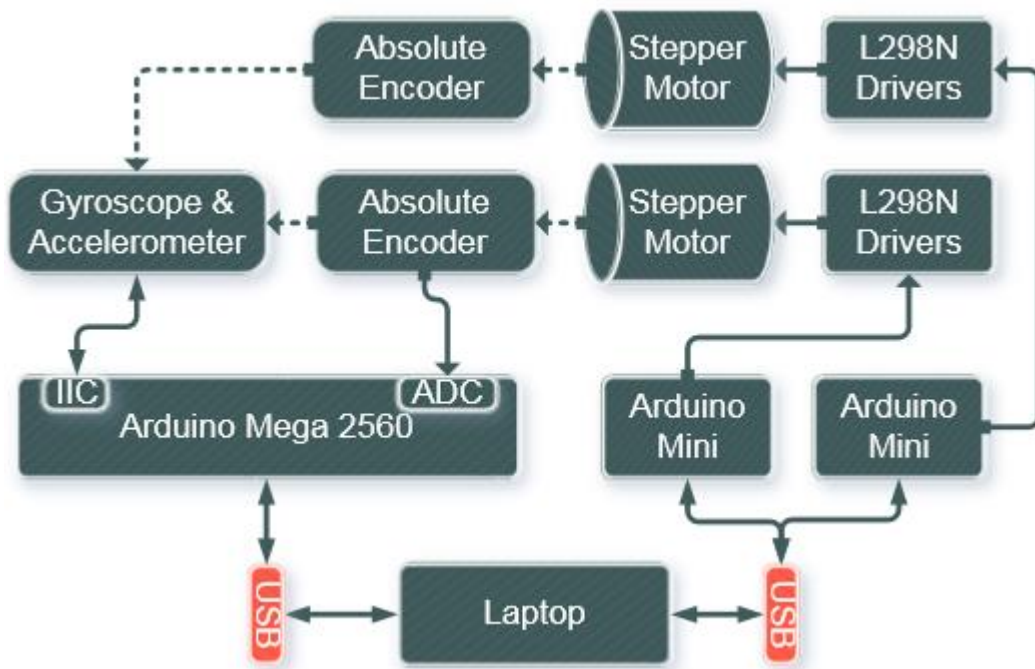 Absolute
Encoder
Stepper
Motor
L298N
Drivers
Gyroscope &
Accelerometer
Absolute
Encoder
Stepper
Motor
L298N
Drivers
IIC
ADC
Arduino Mega 2560
Arduino
Mini
Arduino
Mini
USB
Laptop
USB